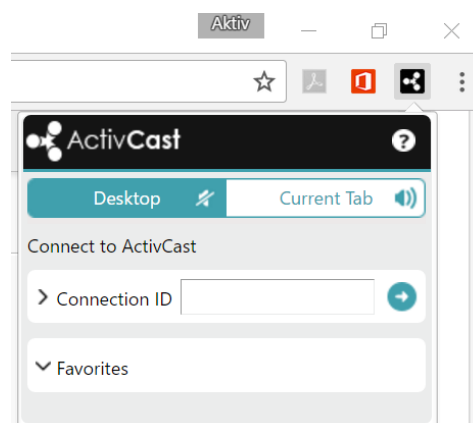 Aktiv
ActivCast
?
Desktop
Current Tab
Connect to ActivCast
Connection ID
Favorites